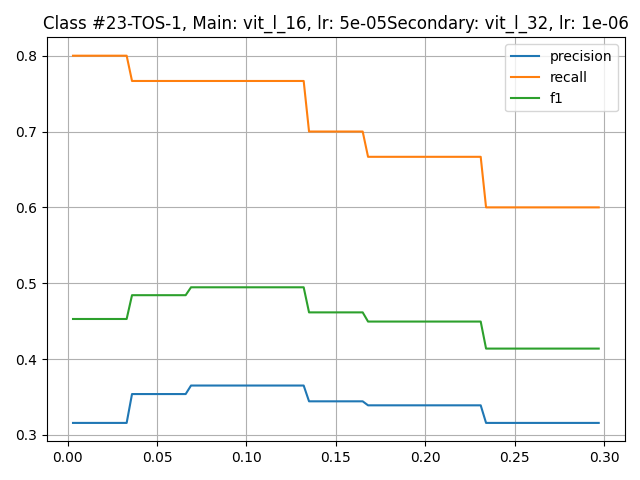 Class #23-TOS-1, Main: vit_l_16, lr: 5e-05Secondary: vit_l_32, lr: 1e-06
precision
recall
f1
0.8
0.7
0.6
0.5
0.4
0.3
0.00 0.05 0.10 0.15 0.20 0.25 0.30